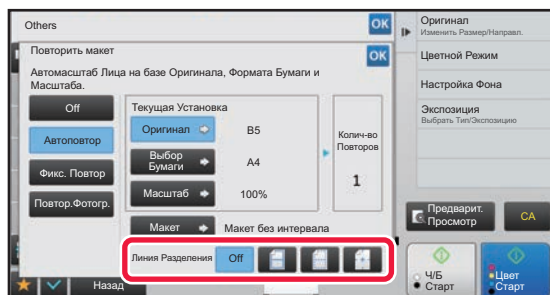 Others
OK
Повторить макет
OK
Автомасштаб Лица на базе Оригинала, Формата Бумаги и
Масштаба.
Off
Автоповтор
Фикс. Повтор
Повтор.Фотогр.
Текущая Установка
Оригинал
B5
Выбор
Бумаги
A4
Масштаб
100%
Колич-во
Повторов
1
Макет
Макет без интервала
Линия Разделения
Off
Назад
Оригинал
Изменить Размер/Направл.
Цветной Режим
Настройка Фона
Экспозиция
Выбрать Тип/Экспозицию
Предварит.
Просмотр
CA
Ч/Б
Старт
Цвет
Старт